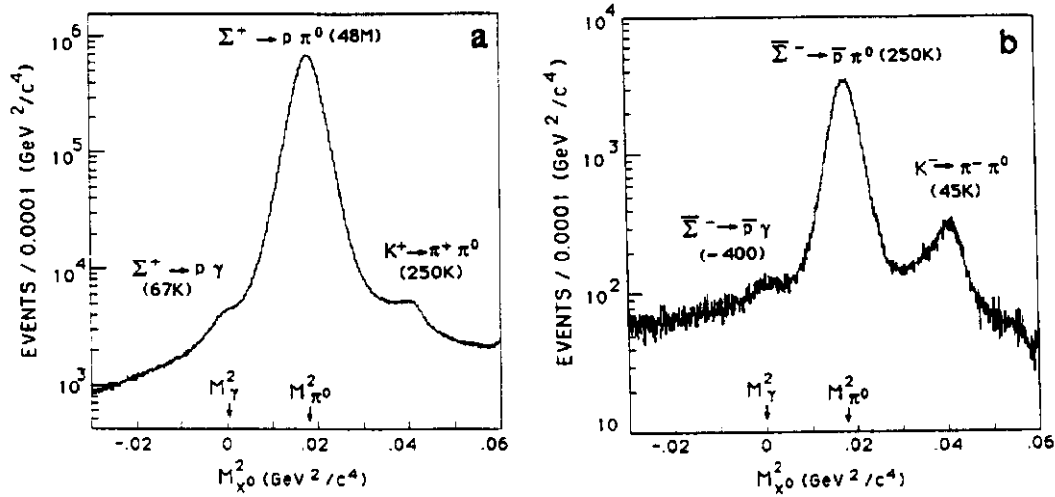 a
Σ⁺ → p π⁰ (48M)
10⁶
10⁵
10⁴
10³
EVENTS / 0.0001 (GeV²/c⁴)
Σ⁺ → p γ
(67K)
K⁺ → π⁺ π⁰
(250K)
M²γ
M²π⁰
-.02 0 .02 .04 .06
M²x⁰ (GeV²/c⁴)
b
Σ̅⁻ → p̅ π⁰ (250K)
10⁴
10³
10²
10
EVENTS / 0.0001 (GeV²/c⁴)
K⁻ → π⁻ π⁰
(45K)
Σ̅⁻ → p̅ γ
(-400)
M²γ
M²π⁰
-.02 0 .02 .04 .06
M²x⁰ (GeV²/c⁴)